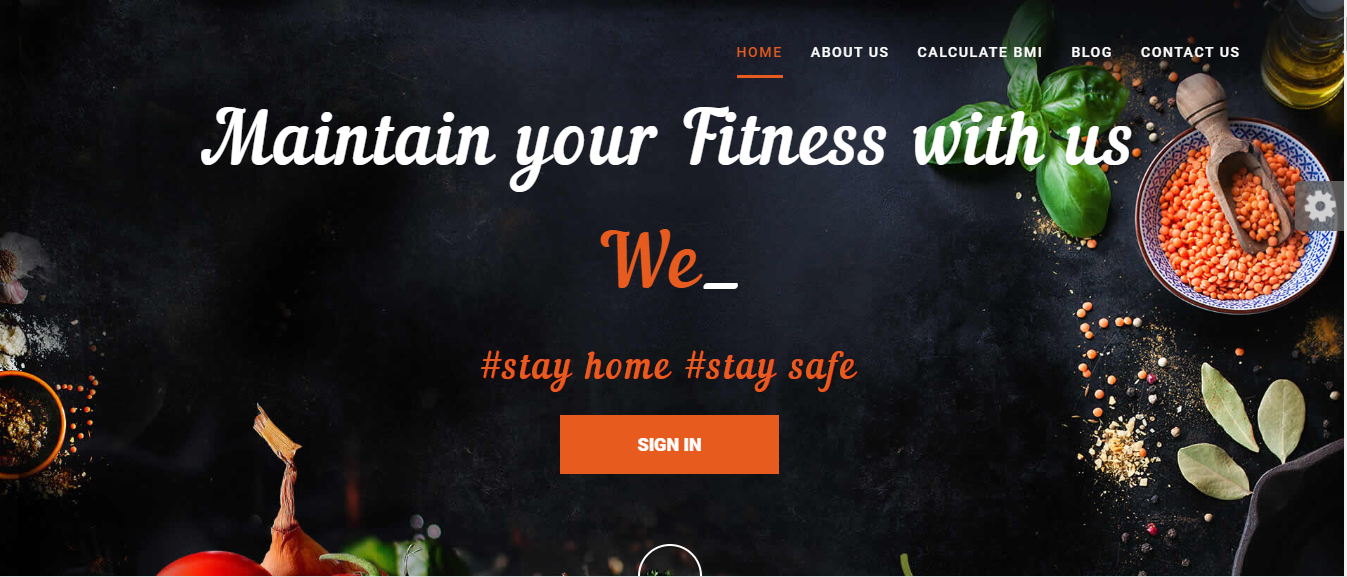 HOME ABOUT US CALCULATE BMI BLOG CONTACT US
Maintain your Fitness with us
We_
#stay home #stay safe
SIGN IN